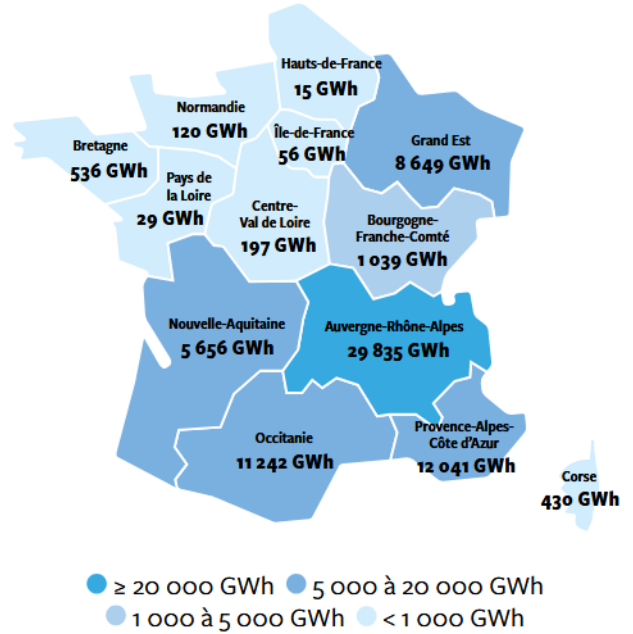 Hauts-de-France
15 GWh
Normandie
120 GWh
Île-de-France
56 GWh
Grand Est
8 649 GWh
Bretagne
536 GWh
Pays de
la Loire
29 GWh
Centre-
Val de Loire
197 GWh
Bourgogne-
Franche-Comté
1 039 GWh
Nouvelle-Aquitaine
5 656 GWh
Auvergne-Rhône-Alpes
29 835 GWh
Occitanie
11 242 GWh
Provence-Alpes-
Côte d'Azur
12 041 GWh
Corse
430 GWh
≥ 20 000 GWh 5 000 à 20 000 GWh
1 000 à 5 000 GWh < 1 000 GWh